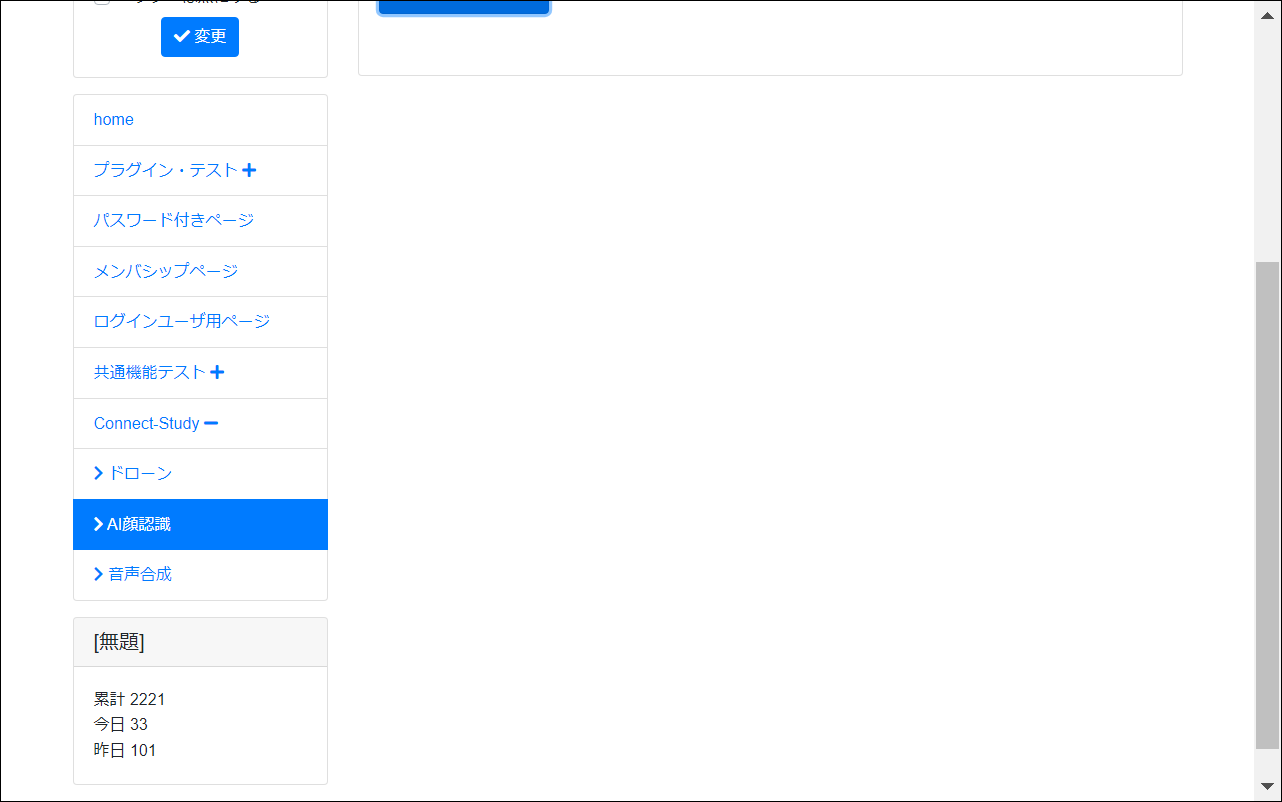 変更
home
プラグイン・テスト
パスワード付きページ
メンバシップページ
ログインユーザ用ページ
共通機能テスト
Connect-Study
ドローン
AI顔認識
音声合成
[無題]
累計 2221
今日 33
昨日 101